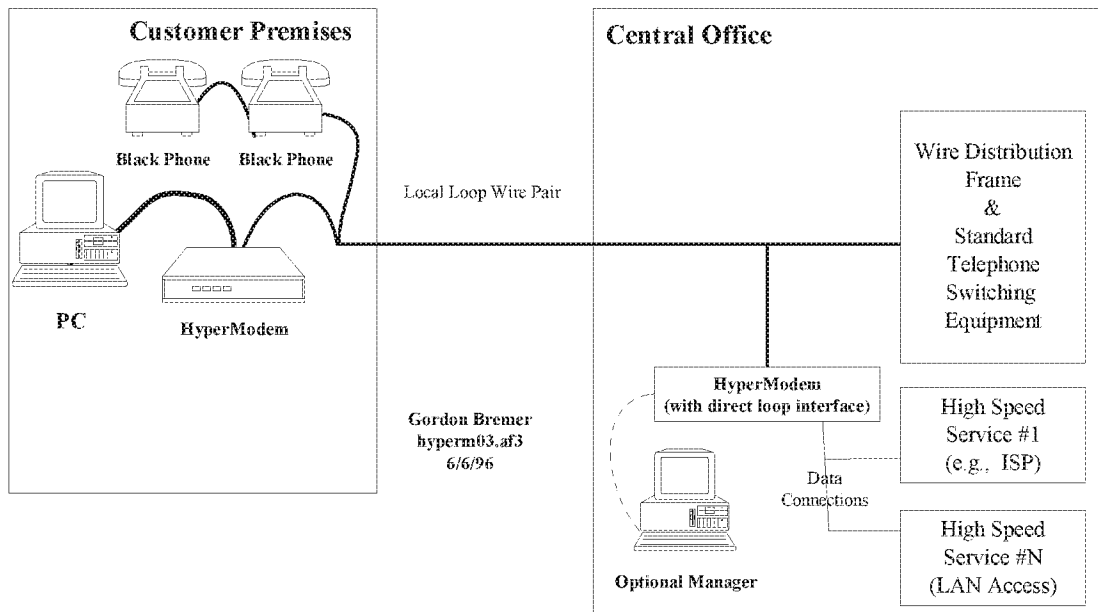 Customer Premises
Black Phone
Black Phone
PC
HyperModem
Local Loop Wire Pair
Gordon Bremer
hyperm03.af3
6/6/96
Central Office
Wire Distribution
Frame
&
Standard
Telephone
Switching
Equipment
HyperModem
(with direct loop interface)
Optional Manager
Data
Connections
High Speed
Service #1
(e.g., ISP)
High Speed
Service #N
(LAN Access)